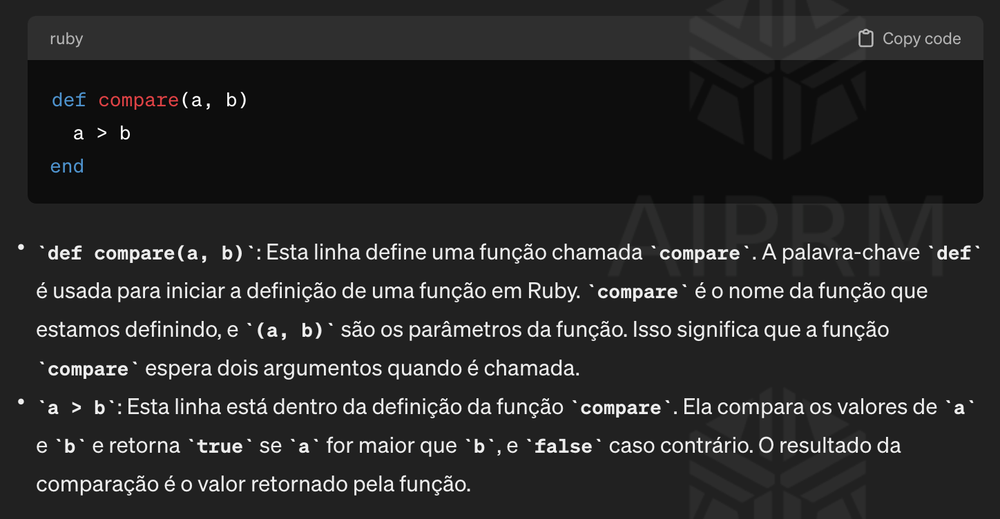 ruby Copy code
def compare(a, b)
  a > b
end
AIPRM
• `def compare(a, b)`: Esta linha define uma função chamada `compare`. A palavra-chave `def`
é usada para iniciar a definição de uma função em Ruby. `compare` é o nome da função que
estamos definindo, e `(a, b)` são os parâmetros da função. Isso significa que a função
`compare` espera dois argumentos quando é chamada.
• `a > b`: Esta linha está dentro da definição da função `compare`. Ela compara os valores de `a`
e `b` e retorna `true` se `a` for maior que `b`, e `false` caso contrário. O resultado da
comparação é o valor retornado pela função.